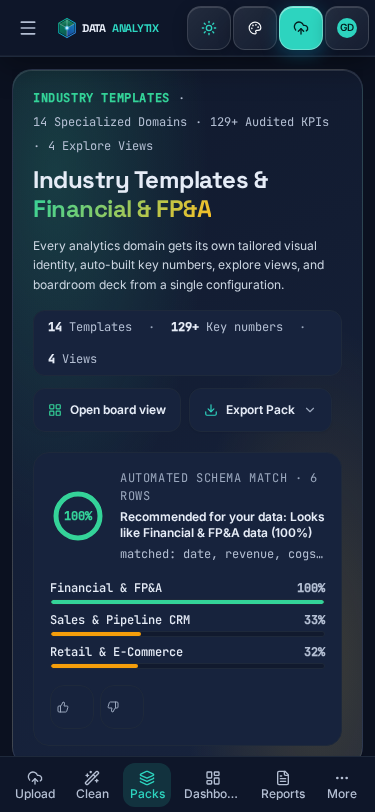 DATA ANALYTIX
GD
INDUSTRY TEMPLATES ·
14 Specialized Domains · 129+ Audited KPIs
· 4 Explore Views
Industry Templates &
Financial & FP&A
Every analytics domain gets its own tailored visual
identity, auto-built key numbers, explore views, and
boardroom deck from a single configuration.
14 Templates · 129+ Key numbers ·
4 Views
Open board view
Export Pack
AUTOMATED SCHEMA MATCH · 6
ROWS
100%
Recommended for your data: Looks
like Financial & FP&A data (100%)
matched: date, revenue, cogs…
Financial & FP&A 100%
Sales & Pipeline CRM 33%
Retail & E-Commerce 32%
Upload Clean Packs Dashbo... Reports More